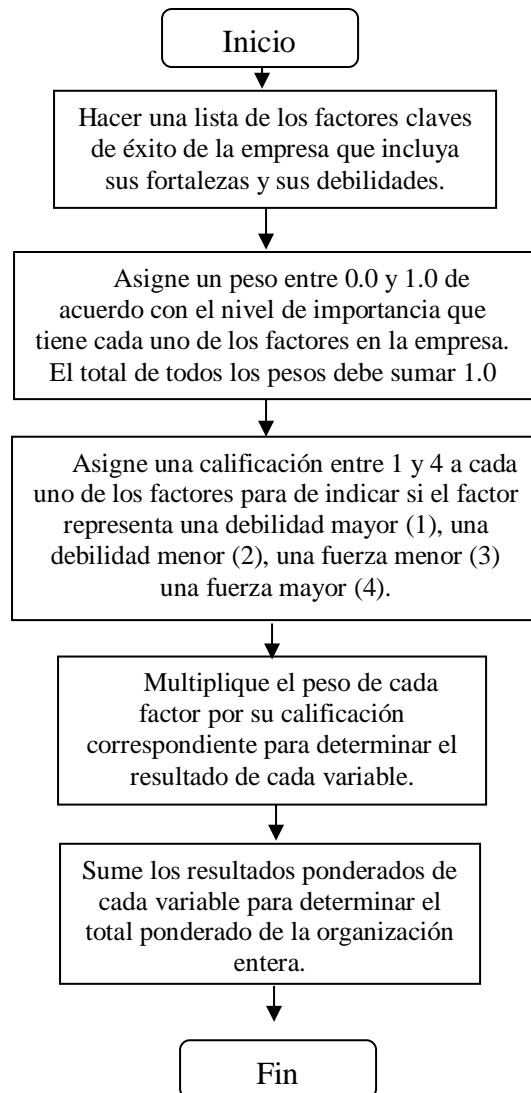 Inicio
Hacer una lista de los factores claves
de éxito de la empresa que incluya
sus fortalezas y sus debilidades.
Asigne un peso entre 0.0 y 1.0 de
acuerdo con el nivel de importancia que
tiene cada uno de los factores en la empresa.
El total de todos los pesos debe sumar 1.0
Asigne una calificación entre 1 y 4 a cada
uno de los factores para de indicar si el factor
representa una debilidad mayor (1), una
debilidad menor (2), una fuerza menor (3)
una fuerza mayor (4).
Multiplique el peso de cada
factor por su calificación
correspondiente para determinar el
resultado de cada variable.
Sume los resultados ponderados de
cada variable para determinar el
total ponderado de la organización
entera.
Fin